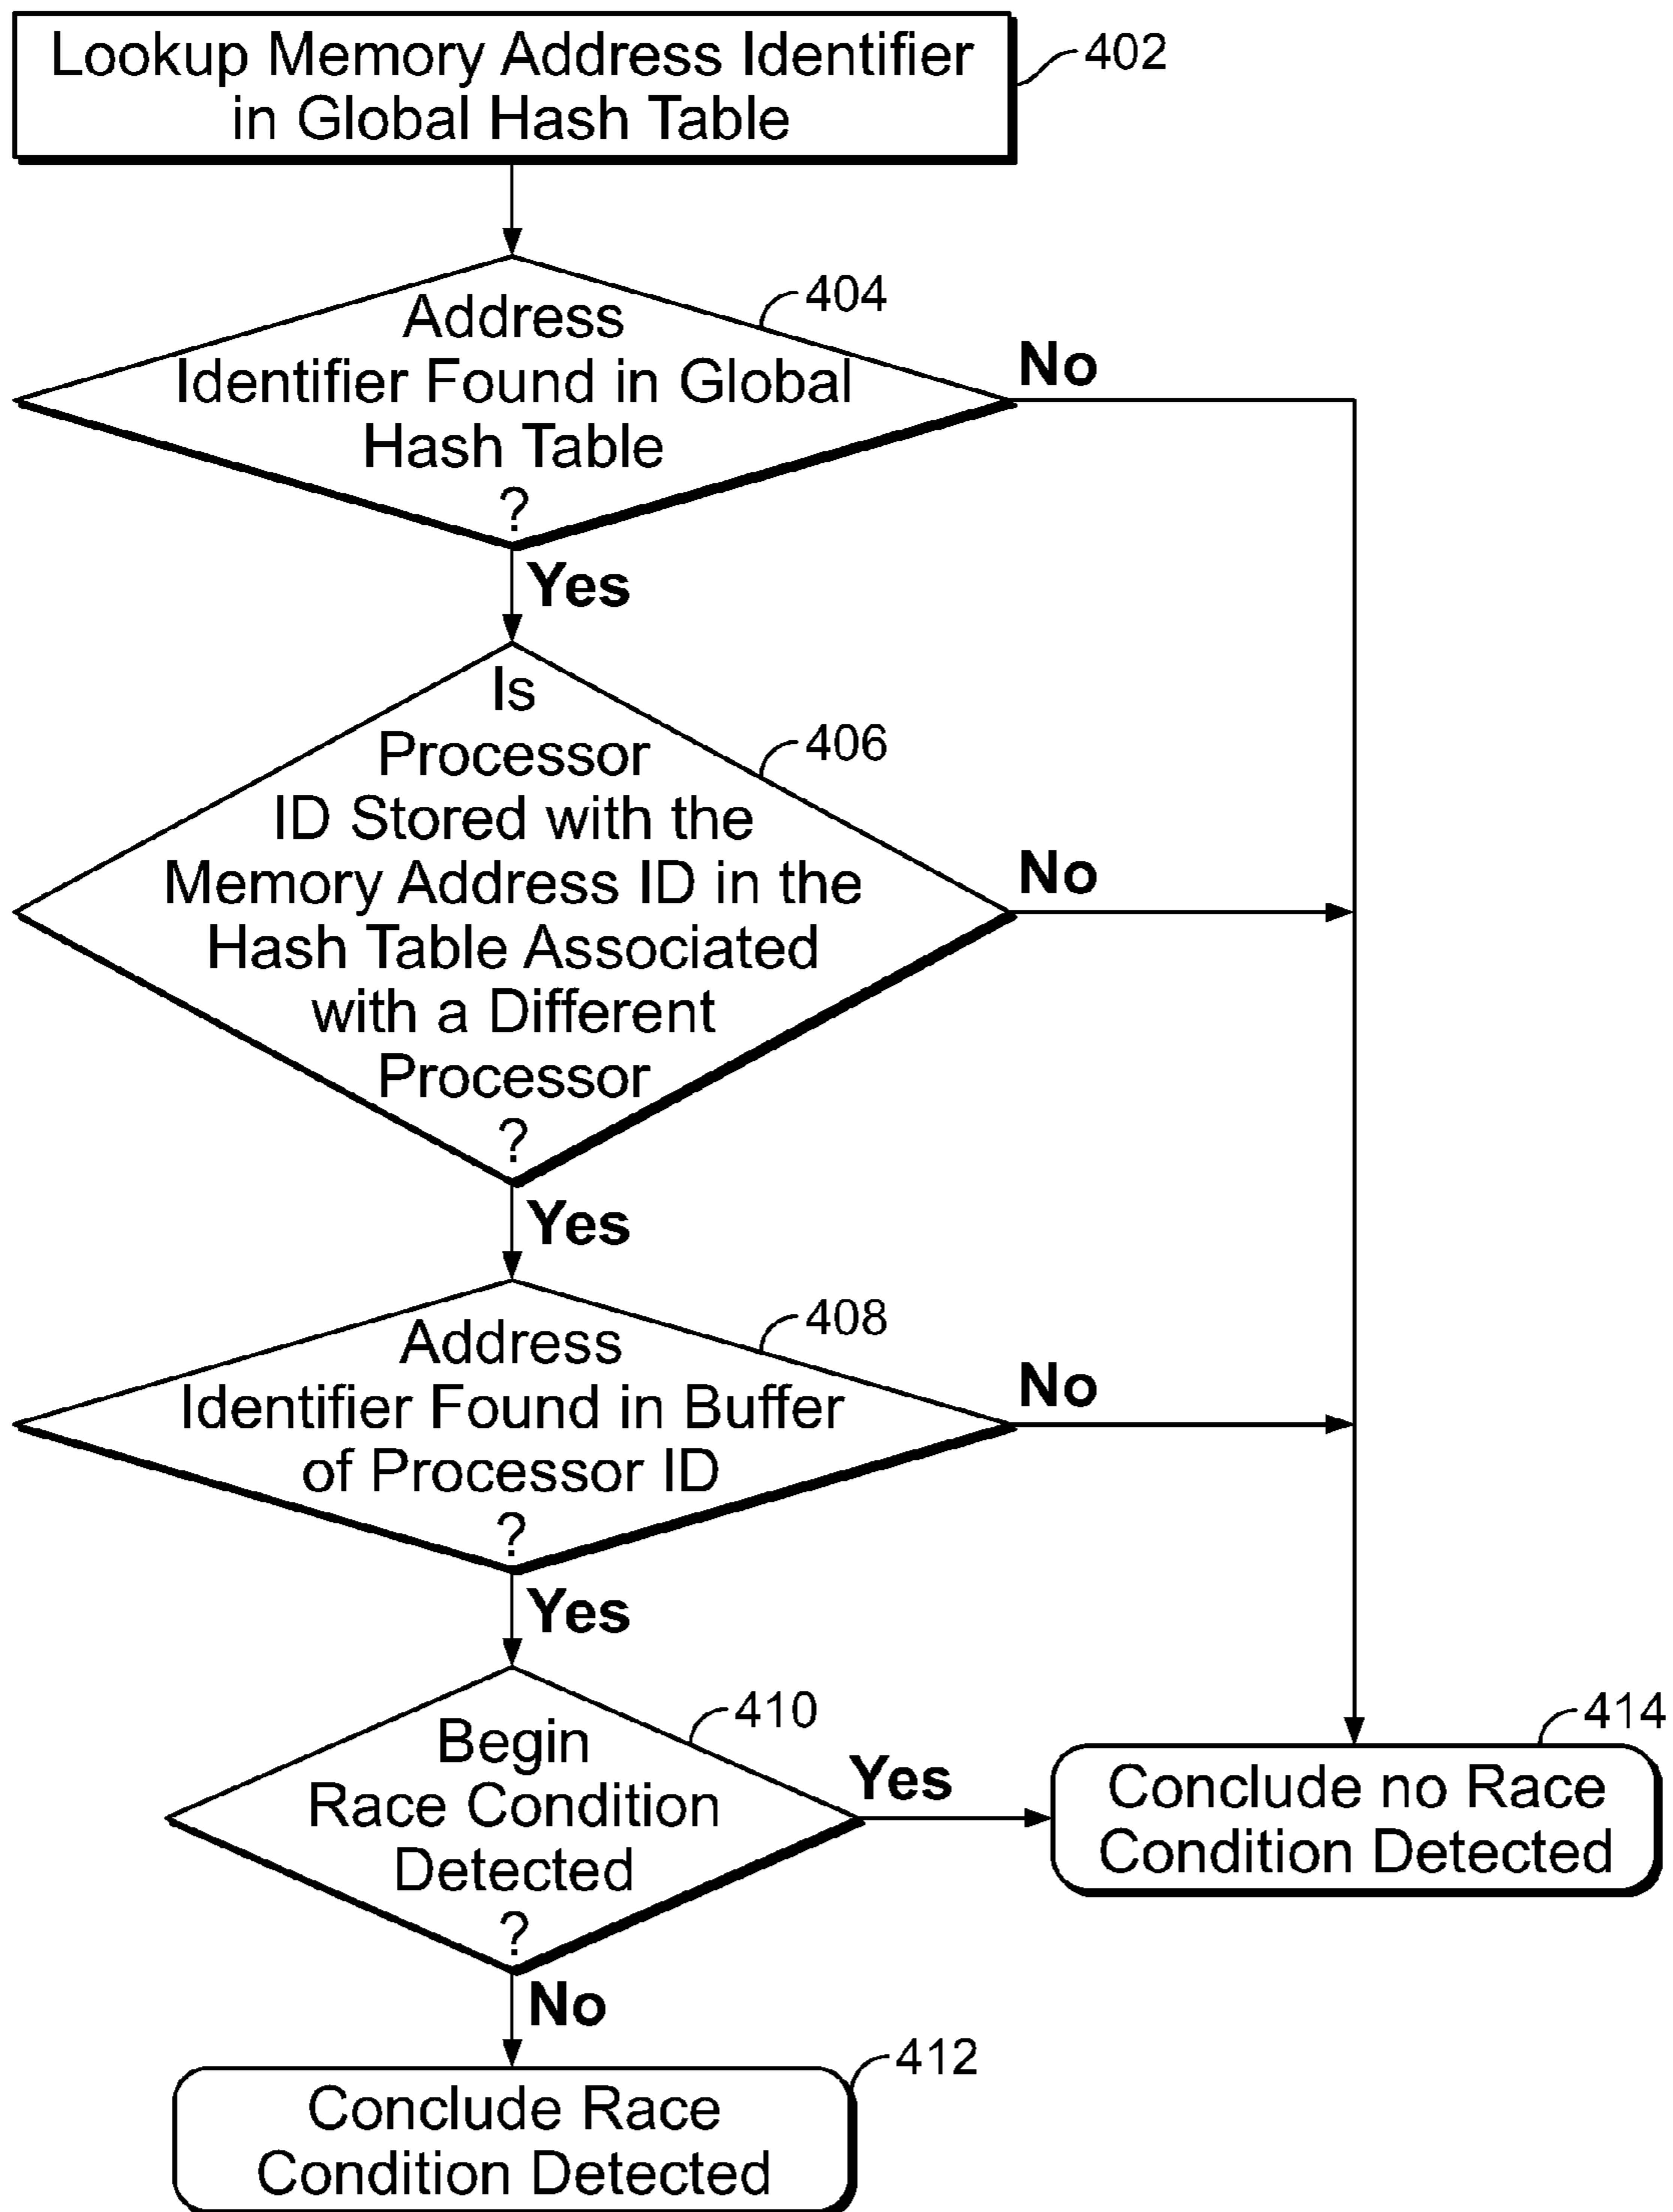 Lookup Memory Address Identifier
in Global Hash Table
402
Address
Identifier Found in Global
Hash Table
?
404
No
Yes
Is
Processor
ID Stored with the
Memory Address ID in the
Hash Table Associated
with a Different
Processor
?
406
No
Yes
Address
Identifier Found in Buffer
of Processor ID
?
408
No
Yes
Begin
Race Condition
Detected
?
410
Yes
No
Conclude no Race
Condition Detected
414
Conclude Race
Condition Detected
412